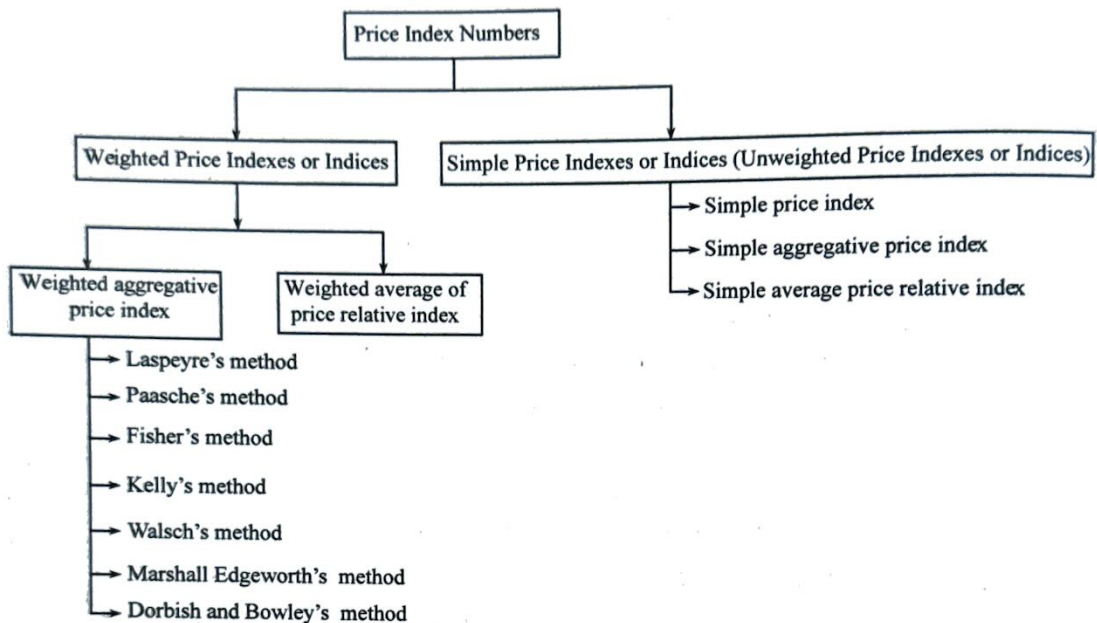 Price Index Numbers
Weighted Price Indexes or Indices
Simple Price Indexes or Indices (Unweighted Price Indexes or Indices)
Simple price index
Simple aggregative price index
Simple average price relative index
Weighted aggregative
price index
Weighted average of
price relative index
Laspeyre's method
Paasche's method
Fisher's method
Kelly's method
Walsch's method
Marshall Edgeworth's method
Dorbish and Bowley's method